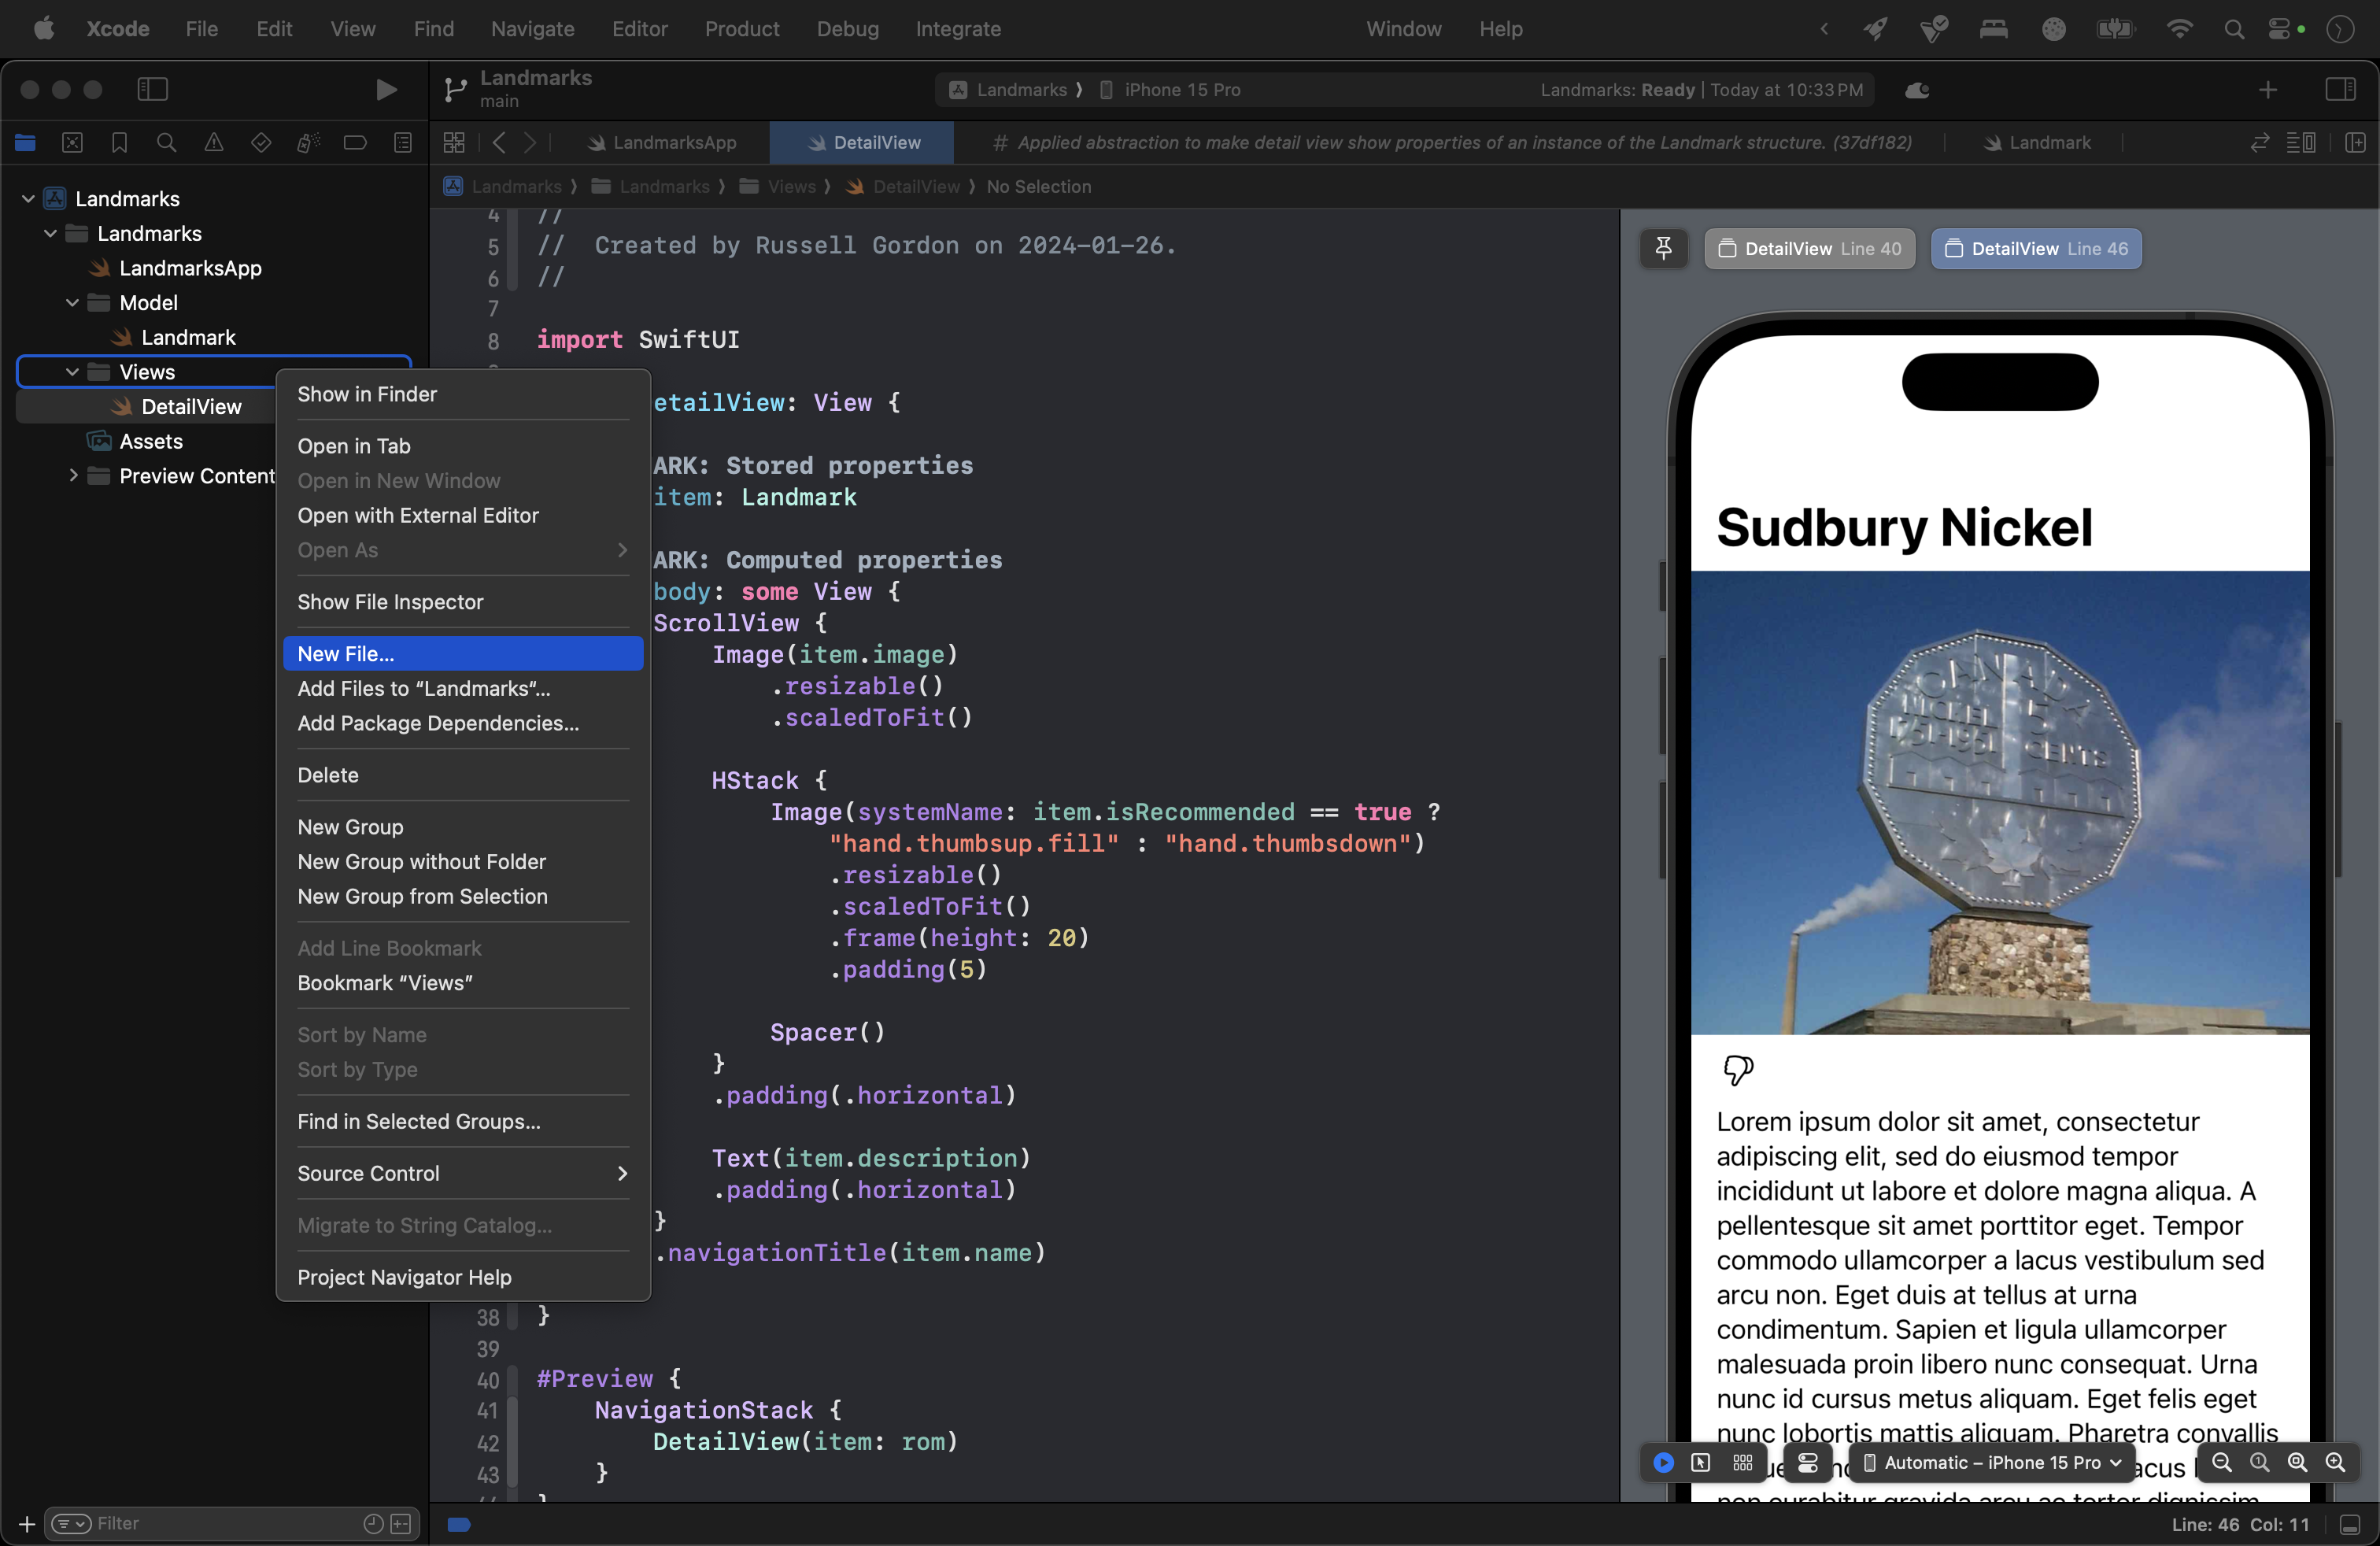 Xcode File Edit View Find Navigate Editor Product Debug Integrate Window Help
Landmarks
main
Landmarks ⟩ iPhone 15 Pro
Landmarks: Ready | Today at 10:33 PM
LandmarksApp
DetailView
# Applied abstraction to make detail view show properties of an instance of the Landmark structure. (37df182)
Landmark
Landmarks ⟩ Landmarks ⟩ Views ⟩ DetailView ⟩ No Selection
Landmarks
Landmarks
LandmarksApp
Model
Landmark
Views
DetailView
Assets
Preview Content
Show in Finder
Open in Tab
Open in New Window
Open with External Editor
Open As
Show File Inspector
New File...
Add Files to “Landmarks“...
Add Package Dependencies...
Delete
New Group
New Group without Folder
New Group from Selection
Add Line Bookmark
Bookmark “Views”
Sort by Name
Sort by Type
Find in Selected Groups...
Source Control
Migrate to String Catalog...
Project Navigator Help
4 //
5 // Created by Russell Gordon on 2024-01-26.
6 //
7
8 import SwiftUI
etailView: View {
ARK: Stored properties
item: Landmark
ARK: Computed properties
body: some View {
ScrollView {
Image(item.image)
.resizable()
.scaledToFit()
HStack {
Image(systemName: item.isRecommended == true ?
"hand.thumbsup.fill" : "hand.thumbsdown")
.resizable()
.scaledToFit()
.frame(height: 20)
.padding(5)
Spacer()
}
.padding(.horizontal)
Text(item.description)
.padding(.horizontal)
}
.navigationTitle(item.name)
38 }
39
40 #Preview {
41 NavigationStack {
42 DetailView(item: rom)
43 }
DetailView Line 40
DetailView Line 46
Sudbury Nickel
CANADA
NICKEL
1751-1951
5
CENTS
Lorem ipsum dolor sit amet, consectetur
adipiscing elit, sed do eiusmod tempor
incididunt ut labore et dolore magna aliqua. A
pellentesque sit amet porttitor eget. Tempor
commodo ullamcorper a lacus vestibulum sed
arcu non. Eget duis at tellus at urna
condimentum. Sapien et ligula ullamcorper
malesuada proin libero nunc consequat. Urna
nunc id cursus metus aliquam. Eget felis eget
nunc lobortis mattis aliquam. Pharetra convallis
Automatic – iPhone 15 Pro
Filter
Line: 46 Col: 11